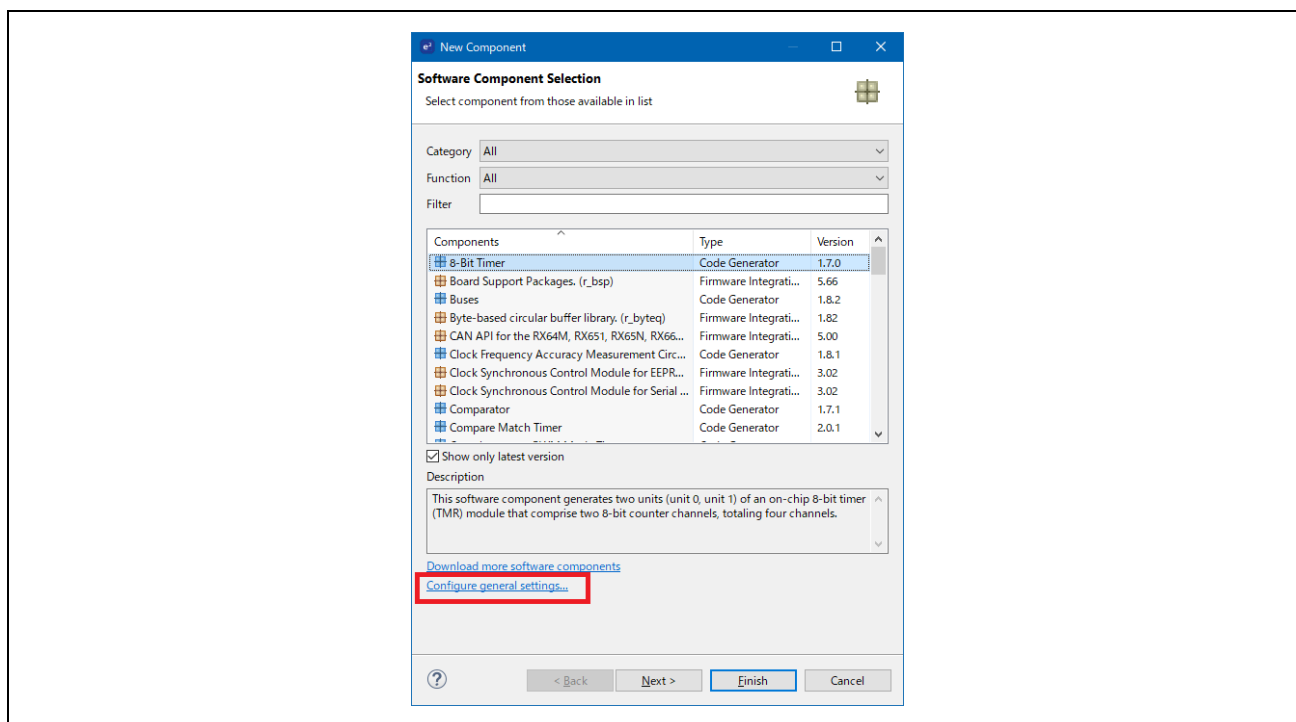 e² New Component
Software Component Selection
Select component from those available in list
Category All
Function All
Filter
Components Type Version
8-Bit Timer Code Generator 1.7.0
Board Support Packages. (r_bsp) Firmware Integrati... 5.66
Buses Code Generator 1.8.2
Byte-based circular buffer library. (r_byteq) Firmware Integrati... 1.82
CAN API for the RX64M, RX651, RX65N, RX66... Firmware Integrati... 5.00
Clock Frequency Accuracy Measurement Circ... Code Generator 1.8.1
Clock Synchronous Control Module for EEPR... Firmware Integrati... 3.02
Clock Synchronous Control Module for Serial ... Firmware Integrati... 3.02
Comparator Code Generator 1.7.1
Compare Match Timer Code Generator 2.0.1
Show only latest version
Description
This software component generates two units (unit 0, unit 1) of an on-chip 8-bit timer
(TMR) module that comprise two 8-bit counter channels, totaling four channels.
Download more software components
Configure general settings...
? < Back Next > Finish Cancel